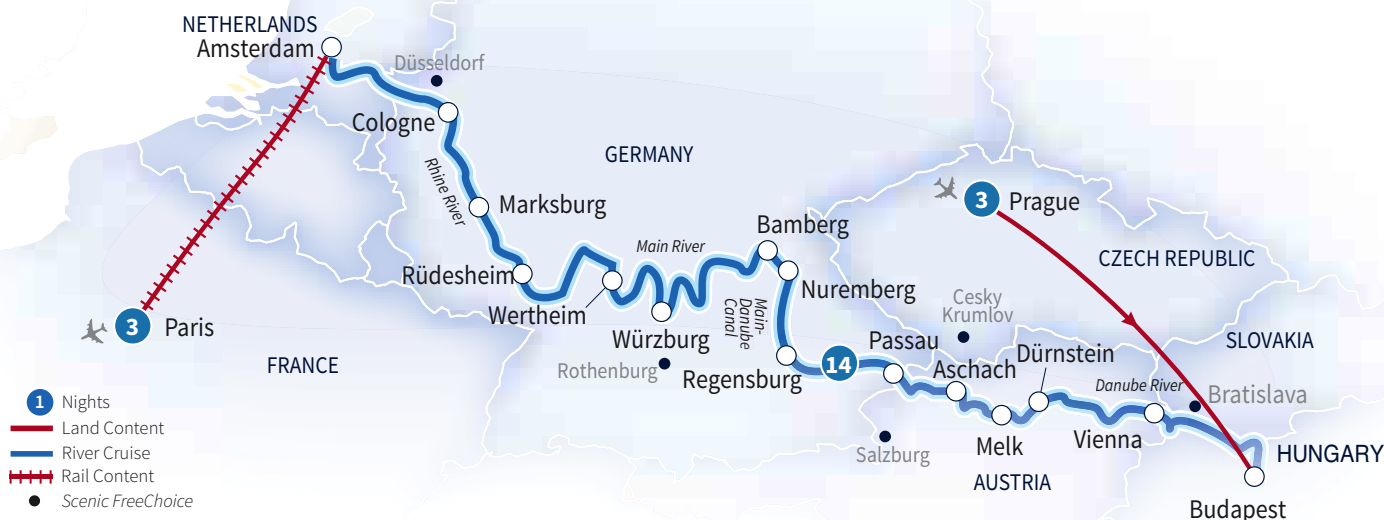 NETHERLANDS
Amsterdam
Düsseldorf
Cologne
GERMANY
Rhine River
Marksburg
3
Prague
Bamberg
Main River
CZECH REPUBLIC
Rüdesheim
Nuremberg
Wertheim
Cesky
Krumlov
3
Paris
Würzburg
Main-
Danube
Canal
Passau
SLOVAKIA
FRANCE
Rothenburg
Regensburg
14
Aschach
Dürnstein
Danube River
Bratislava
1
Nights
Land Content
River Cruise
Rail Content
Scenic FreeChoice
Melk
Vienna
Salzburg
AUSTRIA
HUNGARY
Budapest